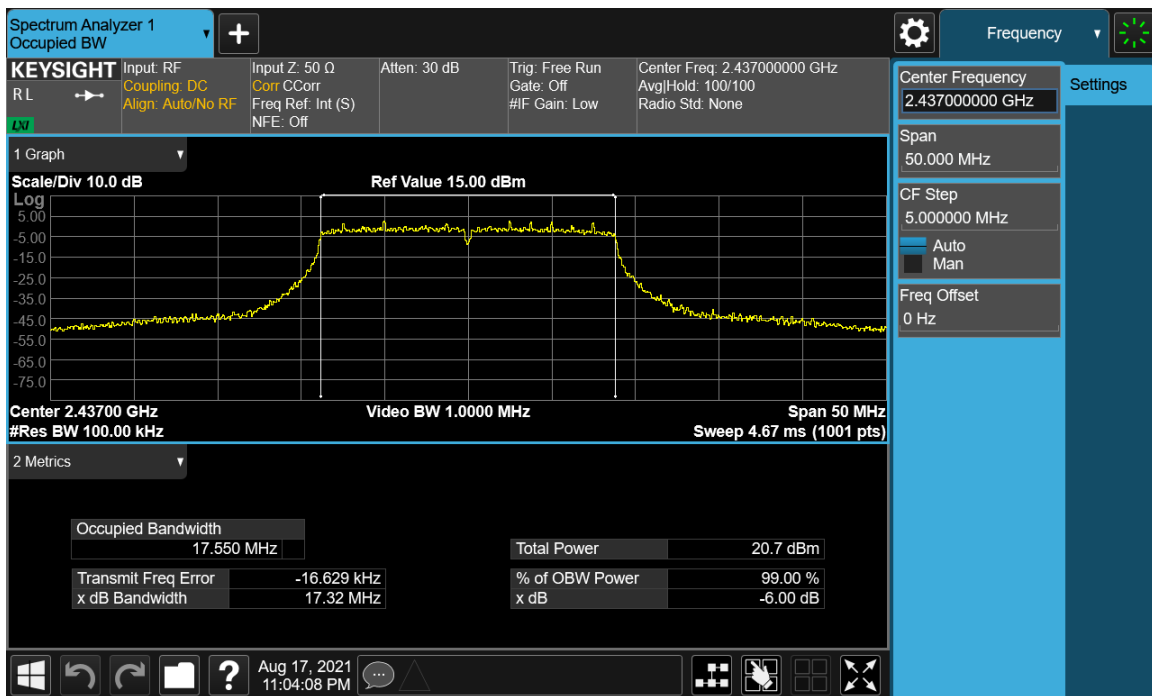 Spectrum Analyzer 1
Occupied BW
▼
+
Frequency
▼
KEYSIGHT
R L
LXI
Input: RF
Coupling: DC
Align: Auto/No RF
Input Z: 50 Ω
Corr CCorr
Freq Ref: Int (S)
NFE: Off
Atten: 30 dB
Trig: Free Run
Gate: Off
#IF Gain: Low
Center Freq: 2.437000000 GHz
Avg|Hold: 100/100
Radio Std: None
Center Frequency
2.437000000 GHz
Settings
Span
50.000 MHz
CF Step
5.000000 MHz
Auto
Man
Freq Offset
0 Hz
1 Graph
▼
Scale/Div 10.0 dB
Ref Value 15.00 dBm
Log
5.00
-5.00
-15.0
-25.0
-35.0
-45.0
-55.0
-65.0
-75.0
Center 2.43700 GHz
Video BW 1.0000 MHz
Span 50 MHz
#Res BW 100.00 kHz
Sweep 4.67 ms (1001 pts)
2 Metrics
▼
Occupied Bandwidth
17.550 MHz
Total Power 20.7 dBm
Transmit Freq Error -16.629 kHz
% of OBW Power 99.00 %
x dB Bandwidth 17.32 MHz
x dB -6.00 dB
?
Aug 17, 2021
11:04:08 PM